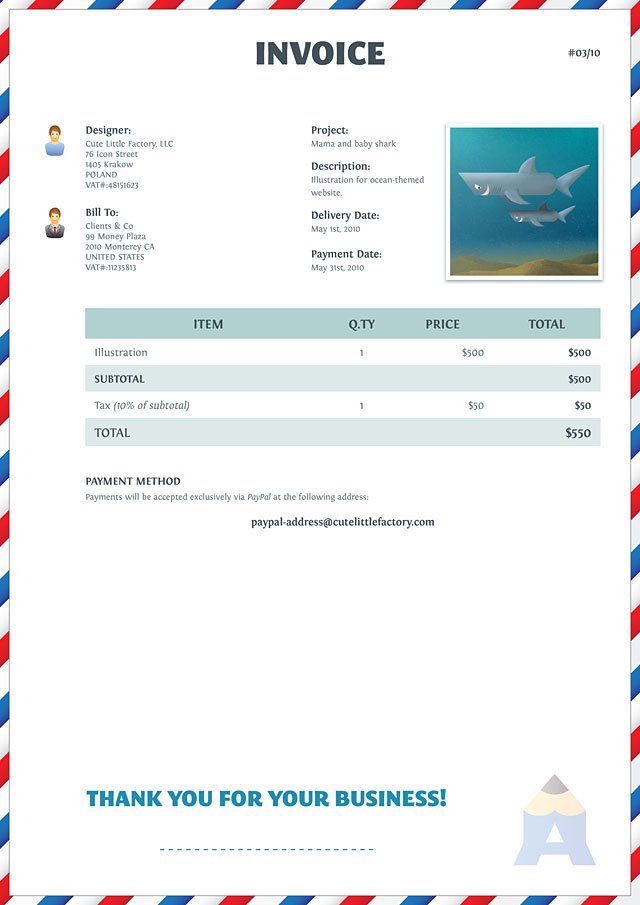 INVOICE
#03/10
Designer:
Cute Little Factory, LLC
76 Icon Street
1405 Krakow
POLAND
VAT#:48151623
Bill To:
Clients & Co
99 Money Plaza
2010 Monterey CA
UNITED STATES
VAT#:11235813
Project:
Mama and baby shark
Description:
Illustration for ocean-themed
website.
Delivery Date:
May 1st, 2010
Payment Date:
May 31st, 2010
ITEM Q.TY PRICE TOTAL
Illustration 1 $500 $500
SUBTOTAL $500
Tax (10% of subtotal) 1 $50 $50
TOTAL $550
PAYMENT METHOD
Payments will be accepted exclusively via PayPal at the following address:
paypal-address@cutelittlefactory.com
THANK YOU FOR YOUR BUSINESS!
A